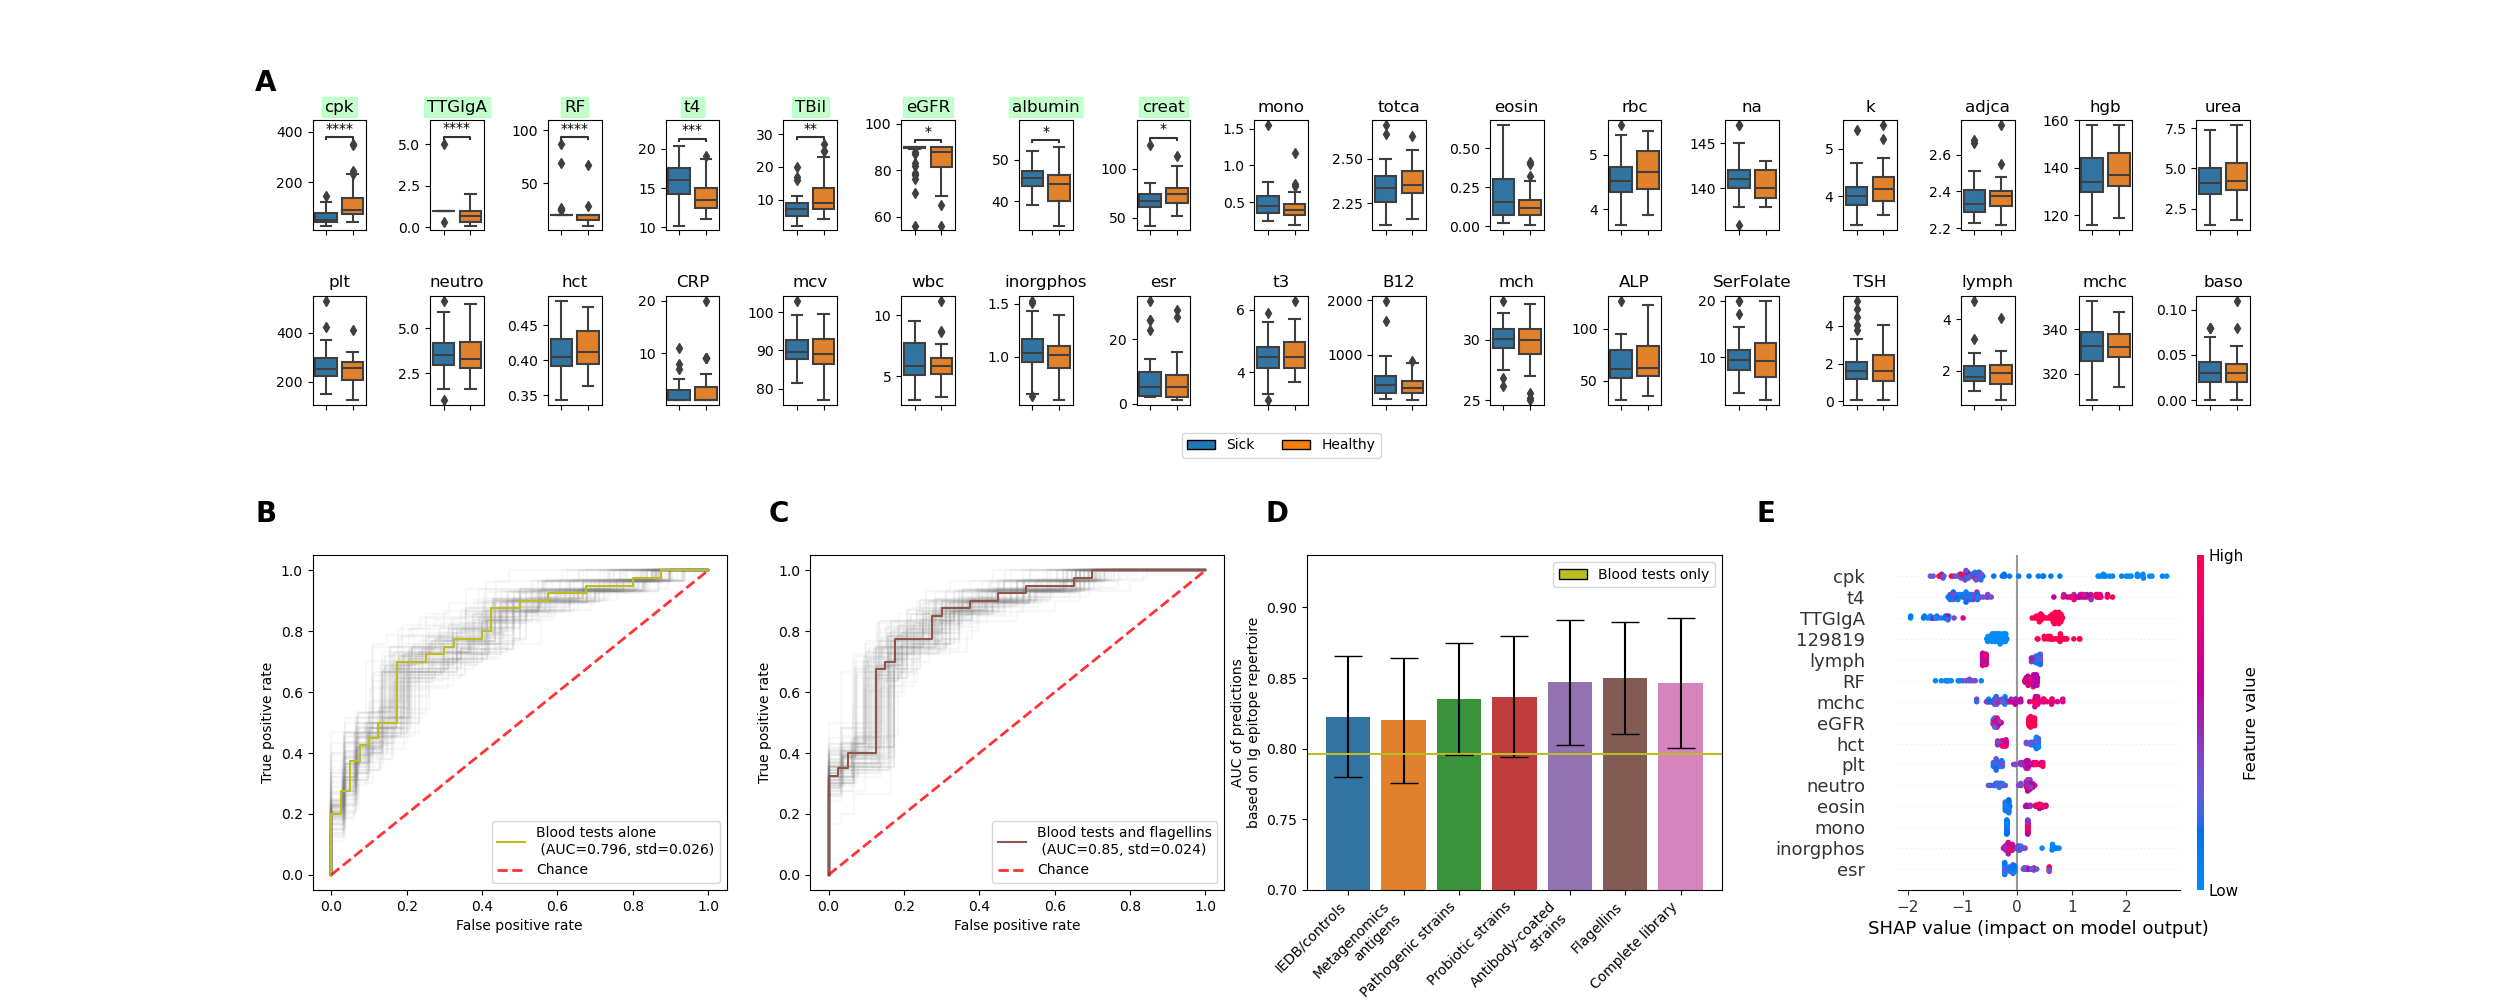 A
cpk TTGIgA RF t4 TBil eGFR albumin creat mono totca eosin rbc na k adjca hgb urea
**** **** **** *** ** * * *
400 200
5.0 2.5 0.0
100 50
20 15 10
30 20 10
100 80 60
50 40
100 50
1.5 1.0 0.5
2.50 2.25
0.50 0.25 0.00
5 4
145 140
5 4
2.6 2.4 2.2
160 140 120
7.5 5.0 2.5
plt neutro hct CRP mcv wbc inorgphos esr t3 B12 mch ALP SerFolate TSH lymph mchc baso
400 200
5.0 2.5
0.45 0.40 0.35
20 10
100 90 80
10 5
1.5 1.0
20 0
6 4
2000 1000
30 25
100 50
20 10
4 2 0
4 2
340 320
0.10 0.05 0.00
Sick Healthy
B
True positive rate
1.0
0.8
0.6
0.4
0.2
0.0
Blood tests alone
(AUC=0.796, std=0.026)
Chance
0.0 0.2 0.4 0.6 0.8 1.0
False positive rate
C
True positive rate
1.0
0.8
0.6
0.4
0.2
0.0
Blood tests and flagellins
(AUC=0.85, std=0.024)
Chance
0.0 0.2 0.4 0.6 0.8 1.0
False positive rate
D
AUC of predictions
based on Ig epitope repertoire
Blood tests only
0.90
0.85
0.80
0.75
0.70
IEDB/controls
Metagenomics
antigens
Pathogenic strains
Probiotic strains
Antibody-coated
strains
Flagellins
Complete library
E
cpk
t4
TTGIgA
129819
lymph
RF
mchc
eGFR
hct
plt
neutro
eosin
mono
inorgphos
esr
−2 −1 0 1 2
SHAP value (impact on model output)
High
Feature value
Low